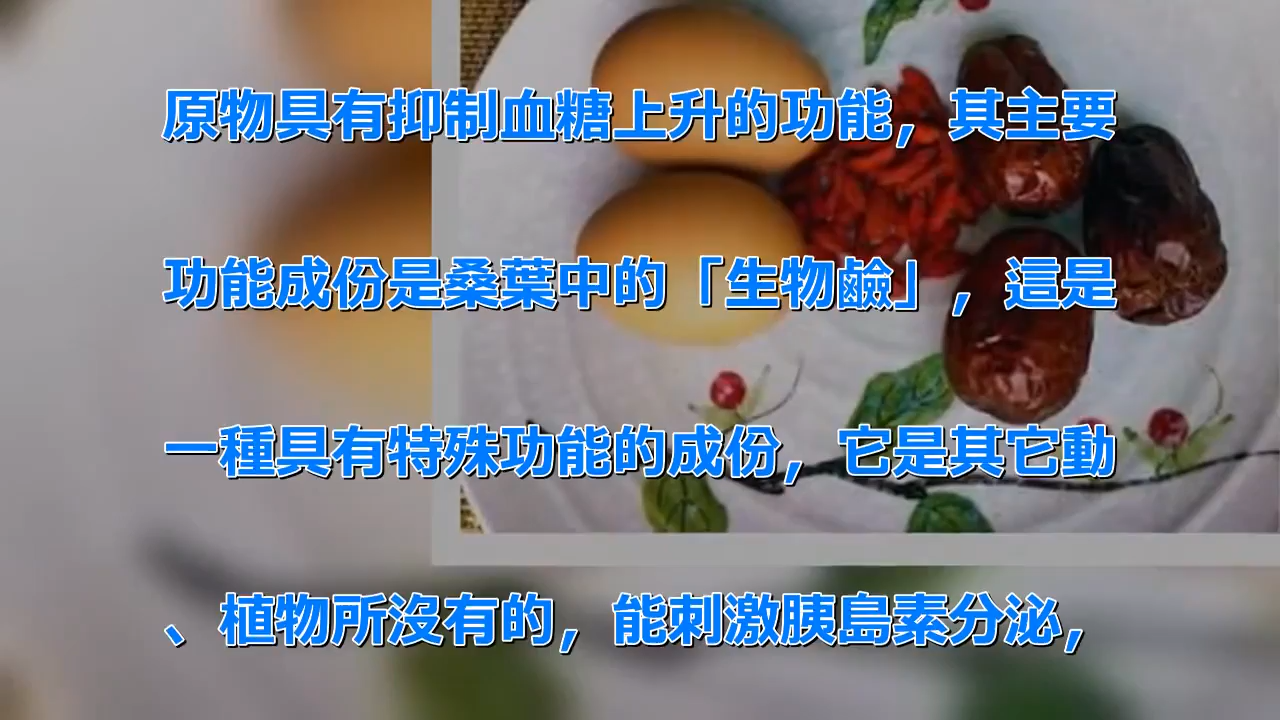 原物具有抑制血糖上升的功能，其主要
功能成份是桑葉中的「生物鹼」，這是
一種具有特殊功能的成份，它是其它動
、植物所沒有的，能刺激胰島素分泌，